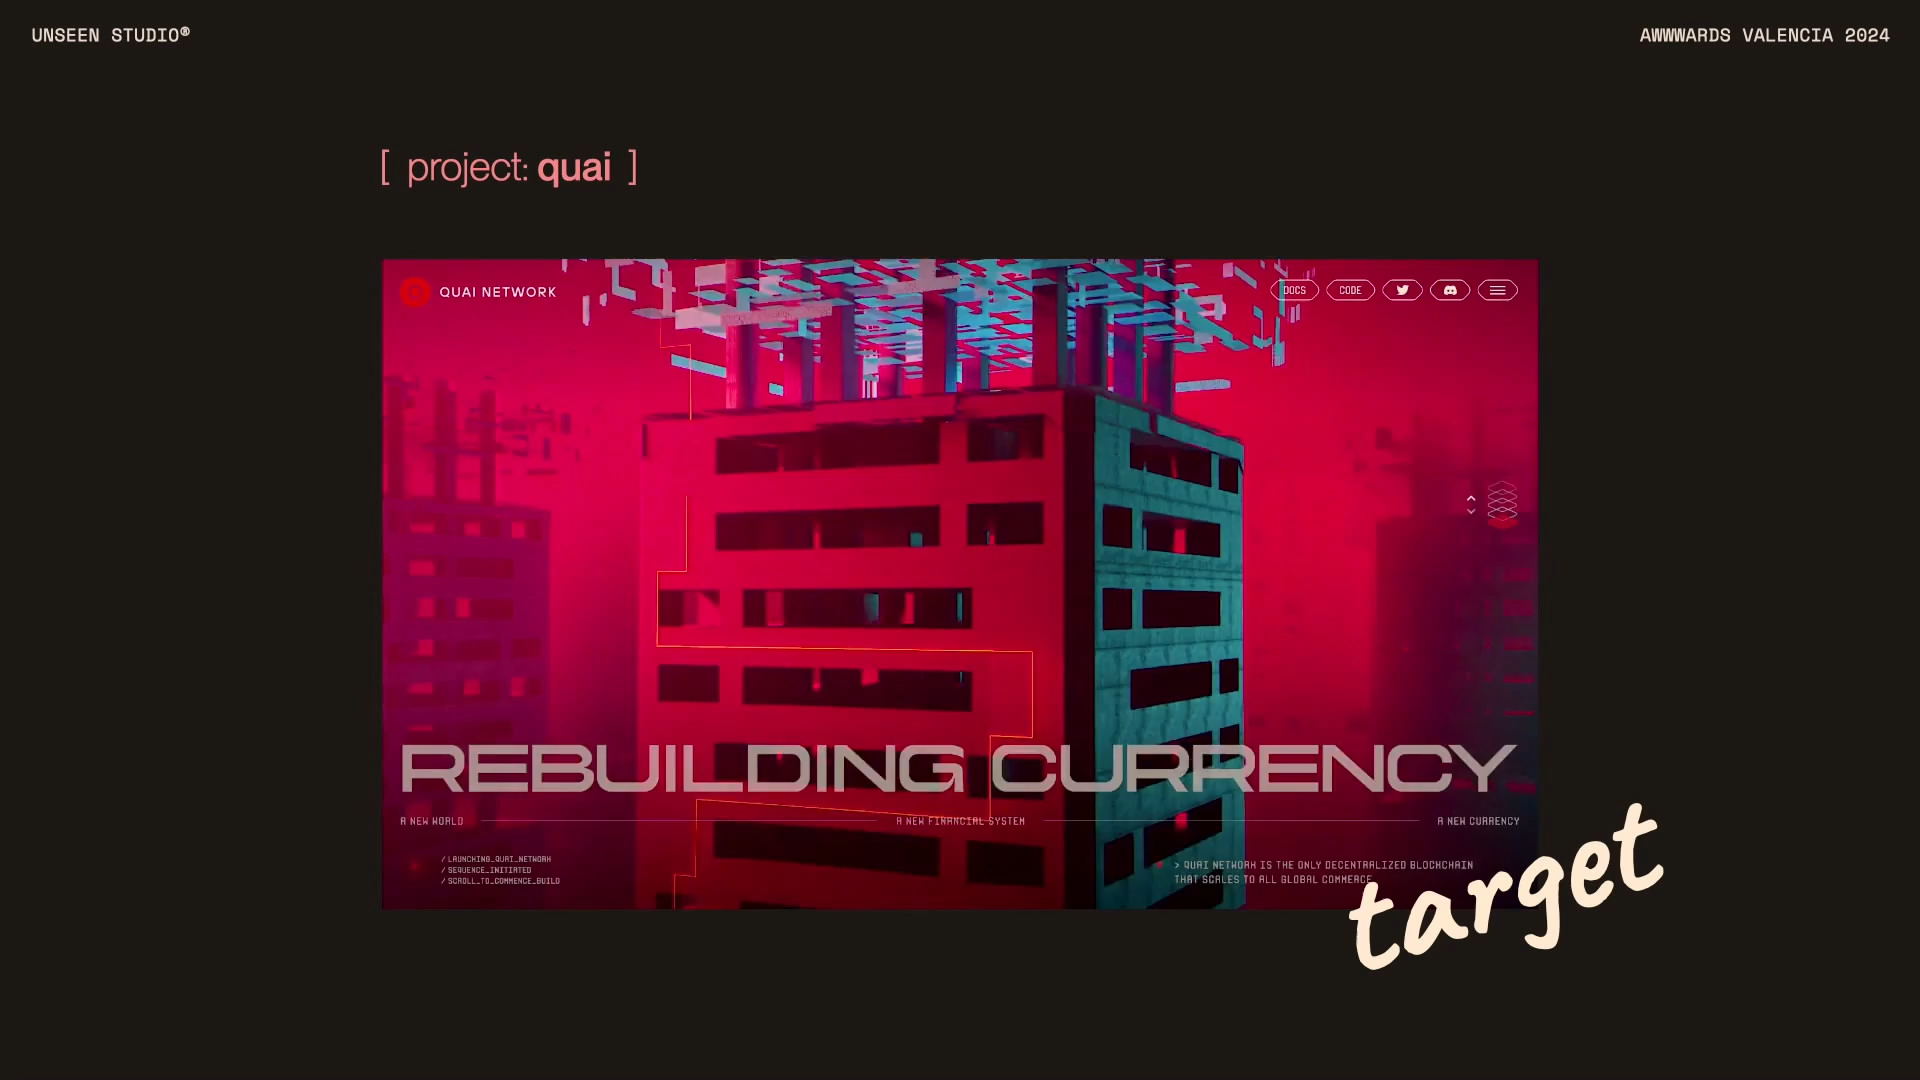 UNSEEN STUDIO®
AWWWARDS VALENCIA 2024
[ project: quai ]
QUAI NETWORK
DOCS
CODE
REBUILDING CURRENCY
A NEW WORLD
A NEW FINANCIAL SYSTEM
A NEW CURRENCY
/ LAUNCHING_QUAI_NETWORK
/ SEQUENCE_INITIATED
/ SCROLL_TO_COMMENCE_BUILD
> QUAI NETWORK IS THE ONLY DECENTRALIZED BLOCKCHAIN
THAT SCALES TO ALL GLOBAL COMMERCE
target